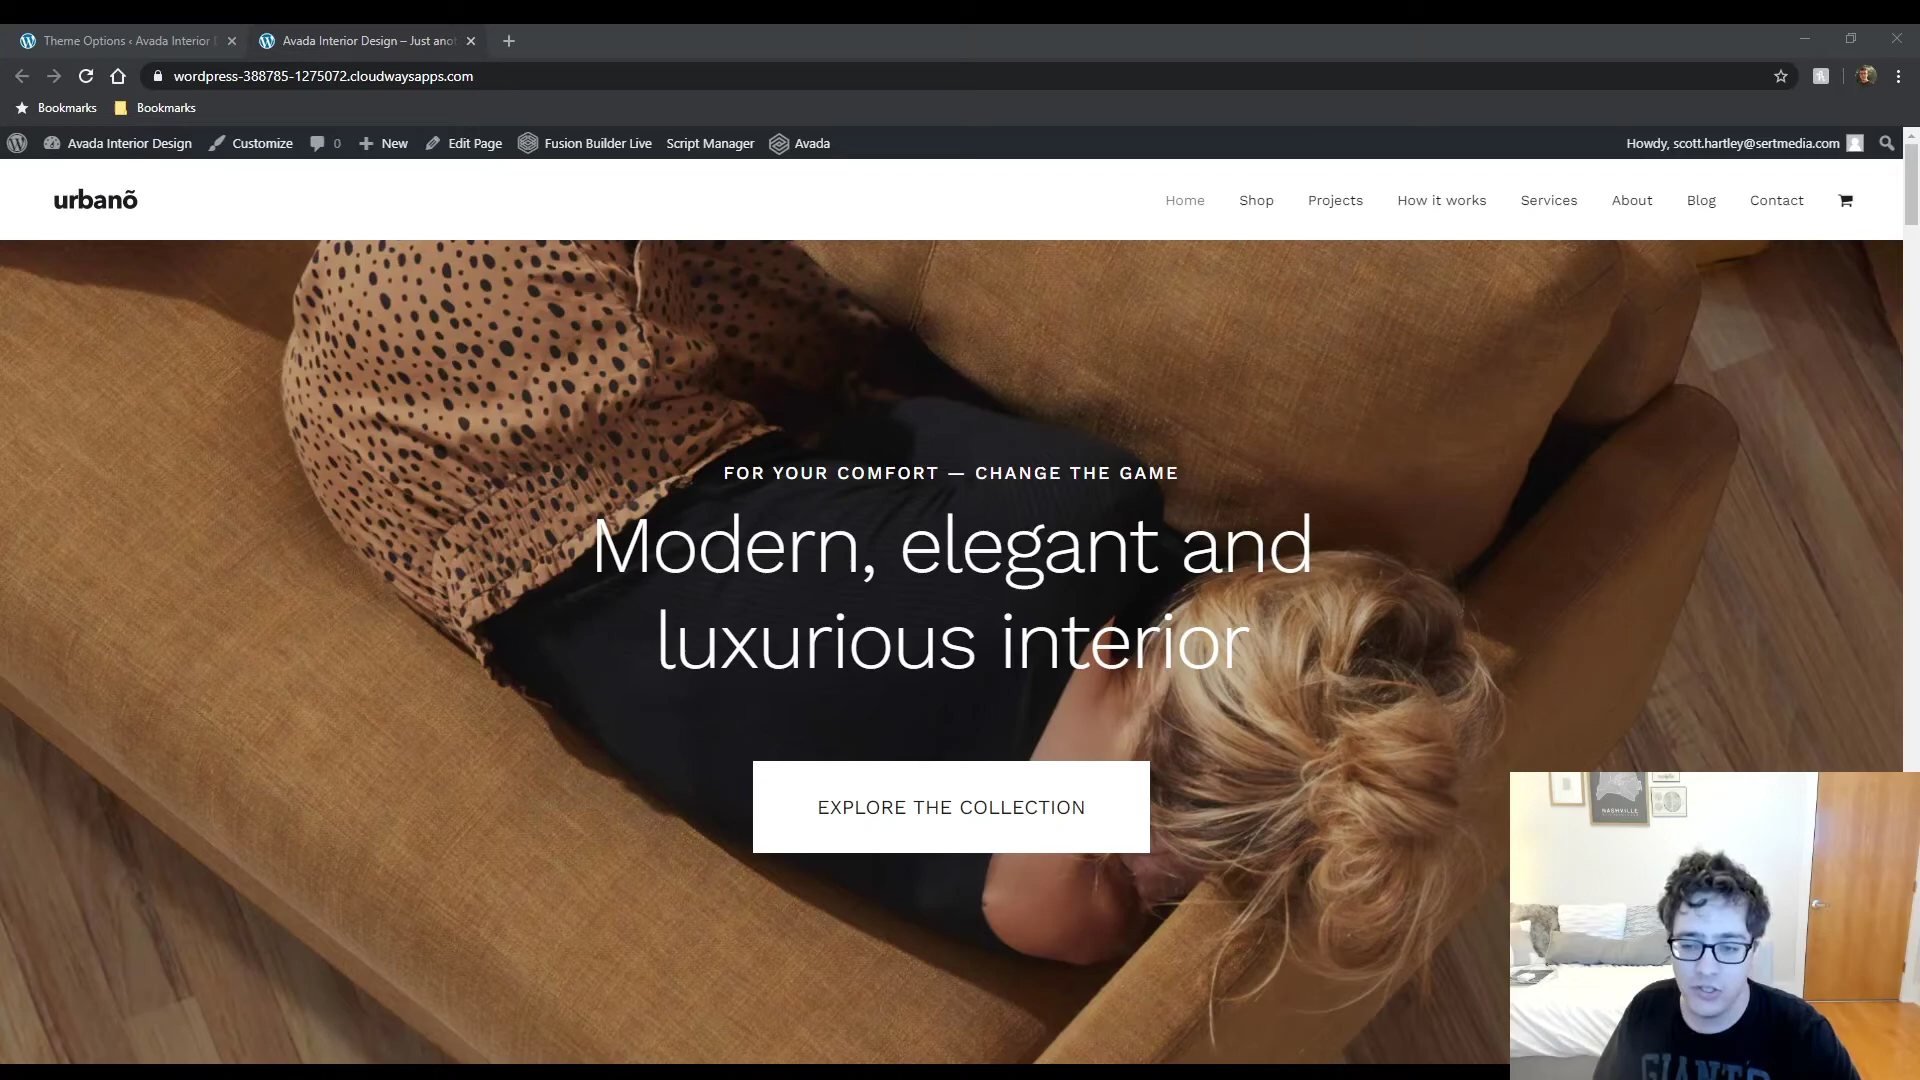 Theme Options ‹ Avada Interior
Avada Interior Design – Just ano
wordpress-388785-1275072.cloudwaysapps.com
Bookmarks
Bookmarks
Avada Interior Design
Customize
0
New
Edit Page
Fusion Builder Live
Script Manager
Avada
Howdy, scott.hartley@sertmedia.com
urbanõ
Home
Shop
Projects
How it works
Services
About
Blog
Contact
FOR YOUR COMFORT — CHANGE THE GAME
Modern, elegant and
luxurious interior
EXPLORE THE COLLECTION
NASHVILLE
GIANTS